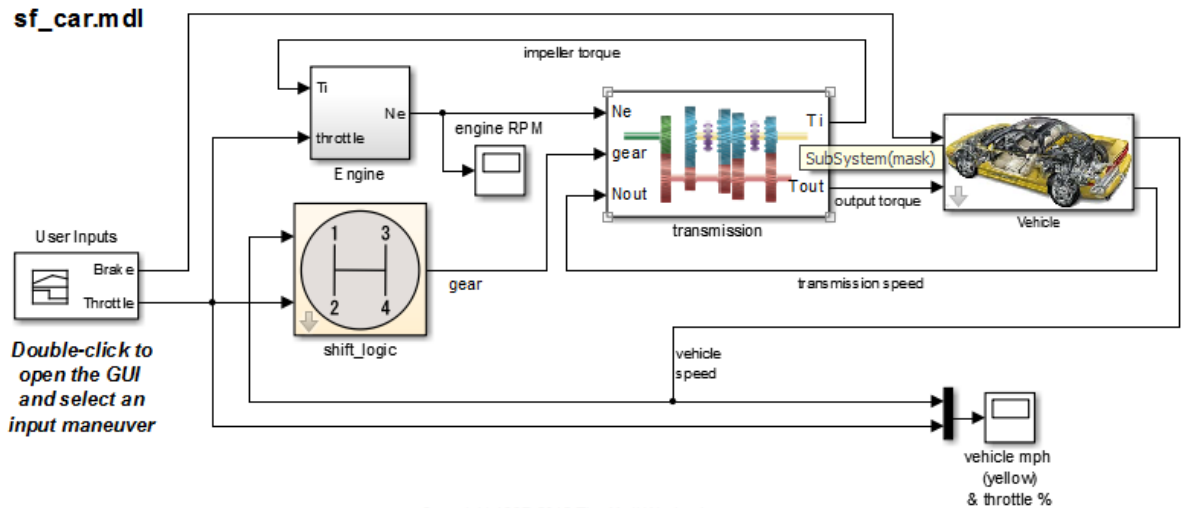 sf_car.mdl
impeller torque
Ti
Ne
throttle
Engine
engine RPM
Ne
gear
Nout
Ti
Tout
SubSystem(mask)
transmission
output torque
Vehicle
User Inputs
Brake
Throttle
1 3
2 4
shift_logic
gear
transmission speed
Double-click to
open the GUI
and select an
input maneuver
vehicle
speed
vehicle mph
(yellow)
& throttle %